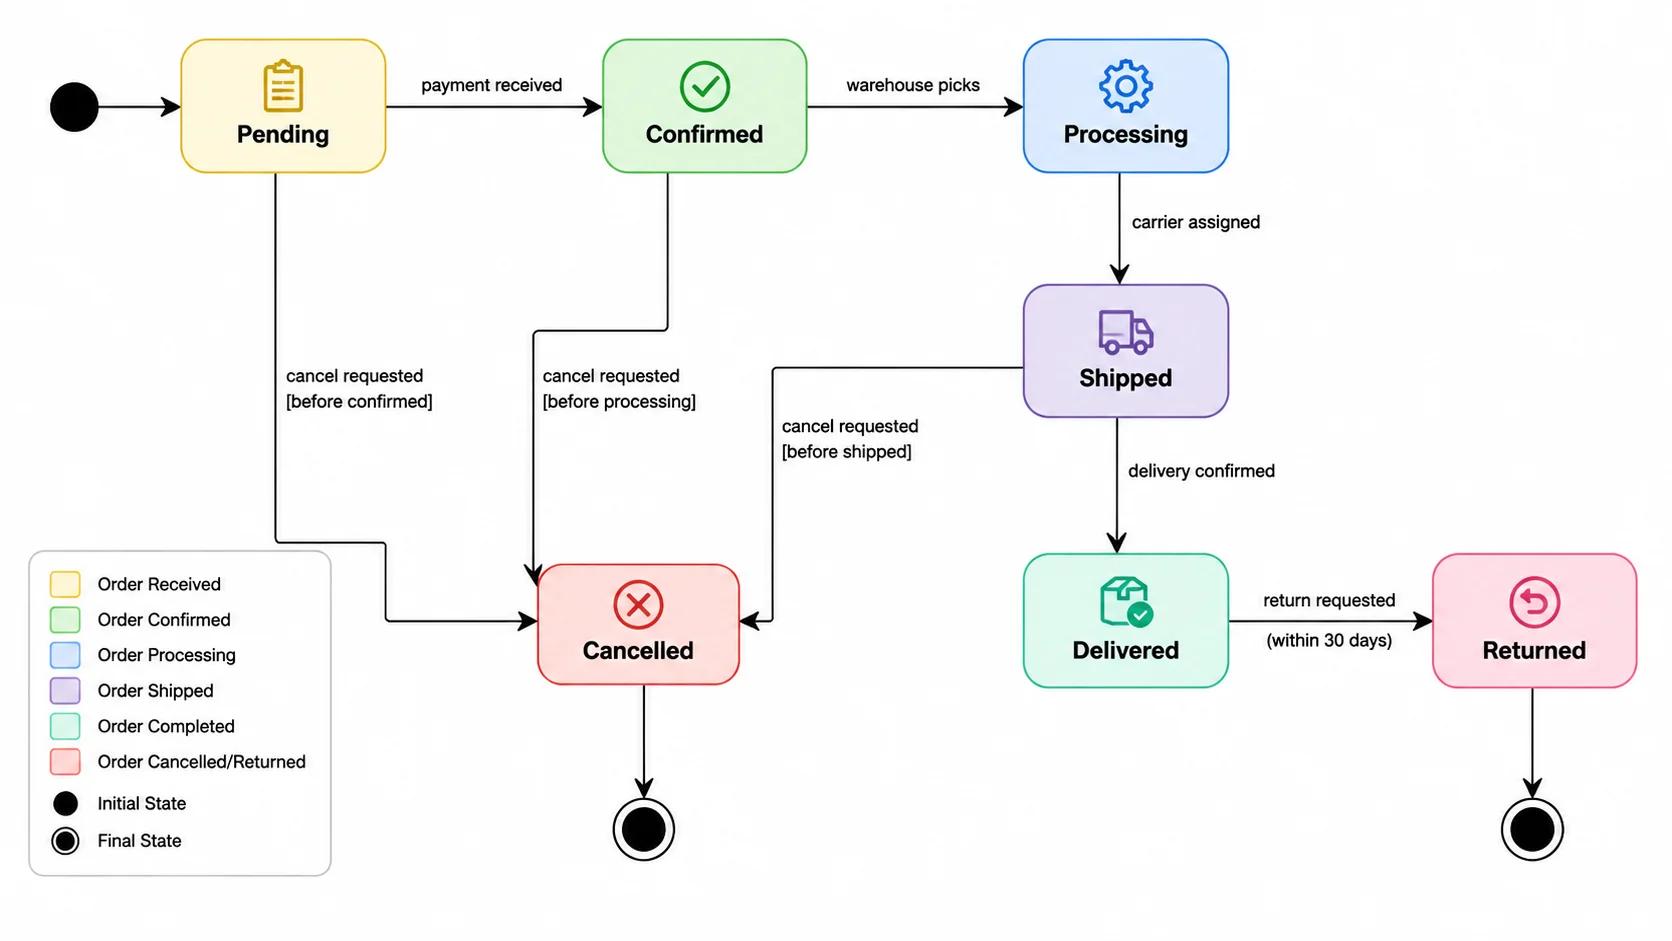 payment received
warehouse picks
Pending
Confirmed
Processing
carrier assigned
Shipped
cancel requested
[before confirmed]
cancel requested
[before processing]
cancel requested
[before shipped]
delivery confirmed
Cancelled
Delivered
return requested
(within 30 days)
Returned
Order Received
Order Confirmed
Order Processing
Order Shipped
Order Completed
Order Cancelled/Returned
Initial State
Final State